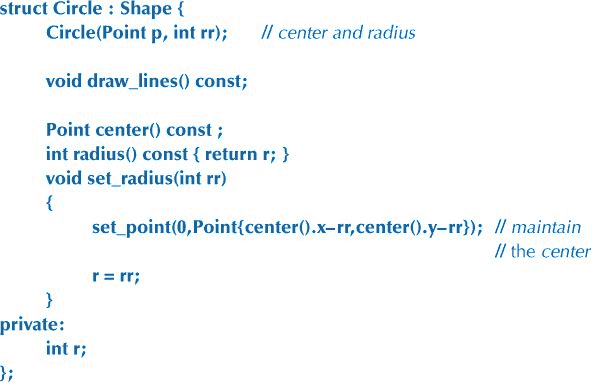 struct Circle : Shape {
Circle(Point p, int rr); // center and radius
void draw_lines() const;
Point center() const ;
int radius() const { return r; }
void set_radius(int rr)
{
set_point(0,Point{center().x–rr,center().y–rr}); // maintain
// the center
r = rr;
}
private:
int r;
};